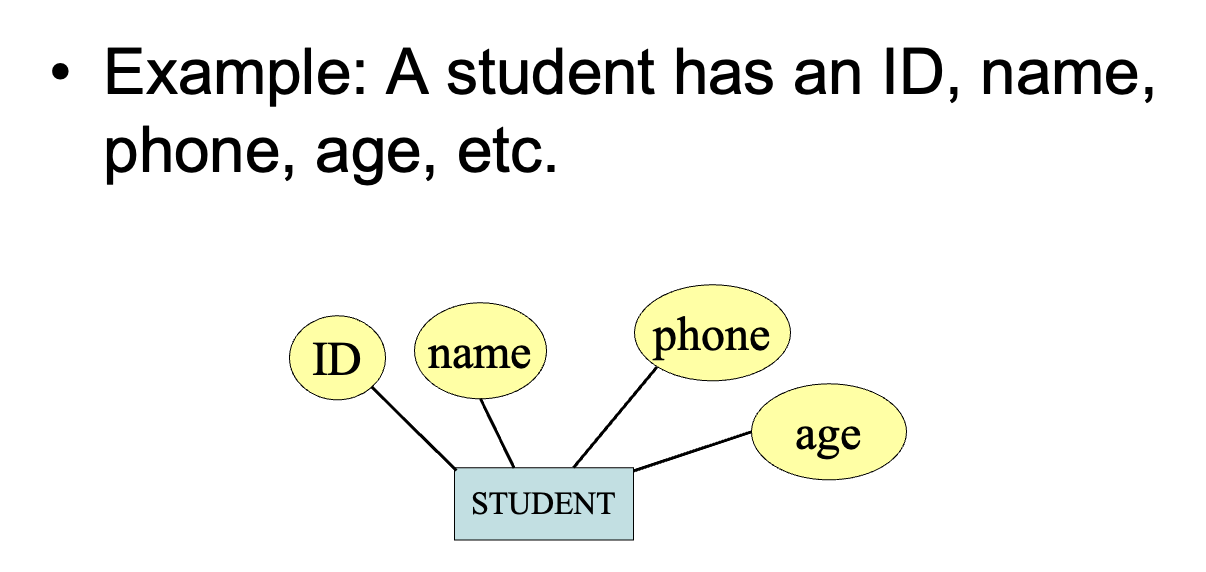 • Example: A student has an ID, name,
phone, age, etc.
ID
name
phone
age
STUDENT